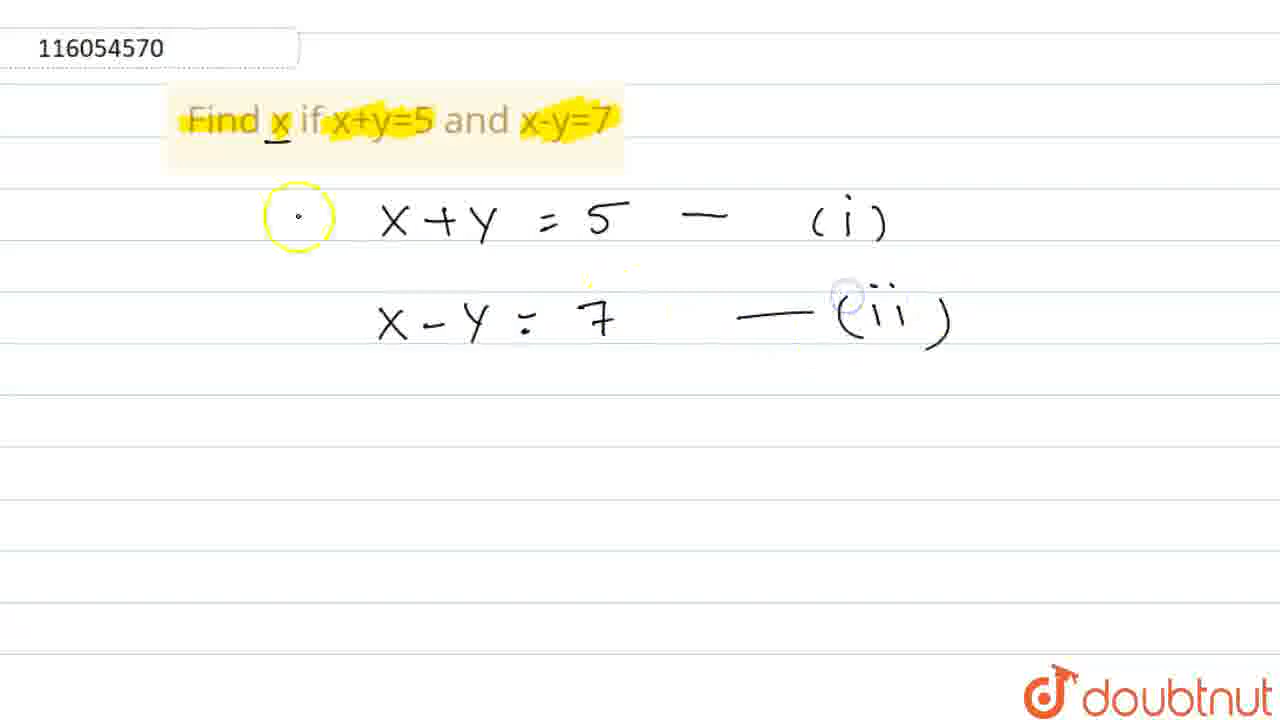 116054570
Find x if x+y=5 and x-y=7
x + y = 5 — (i)
x - y = 7 — (ii)
doubtnut